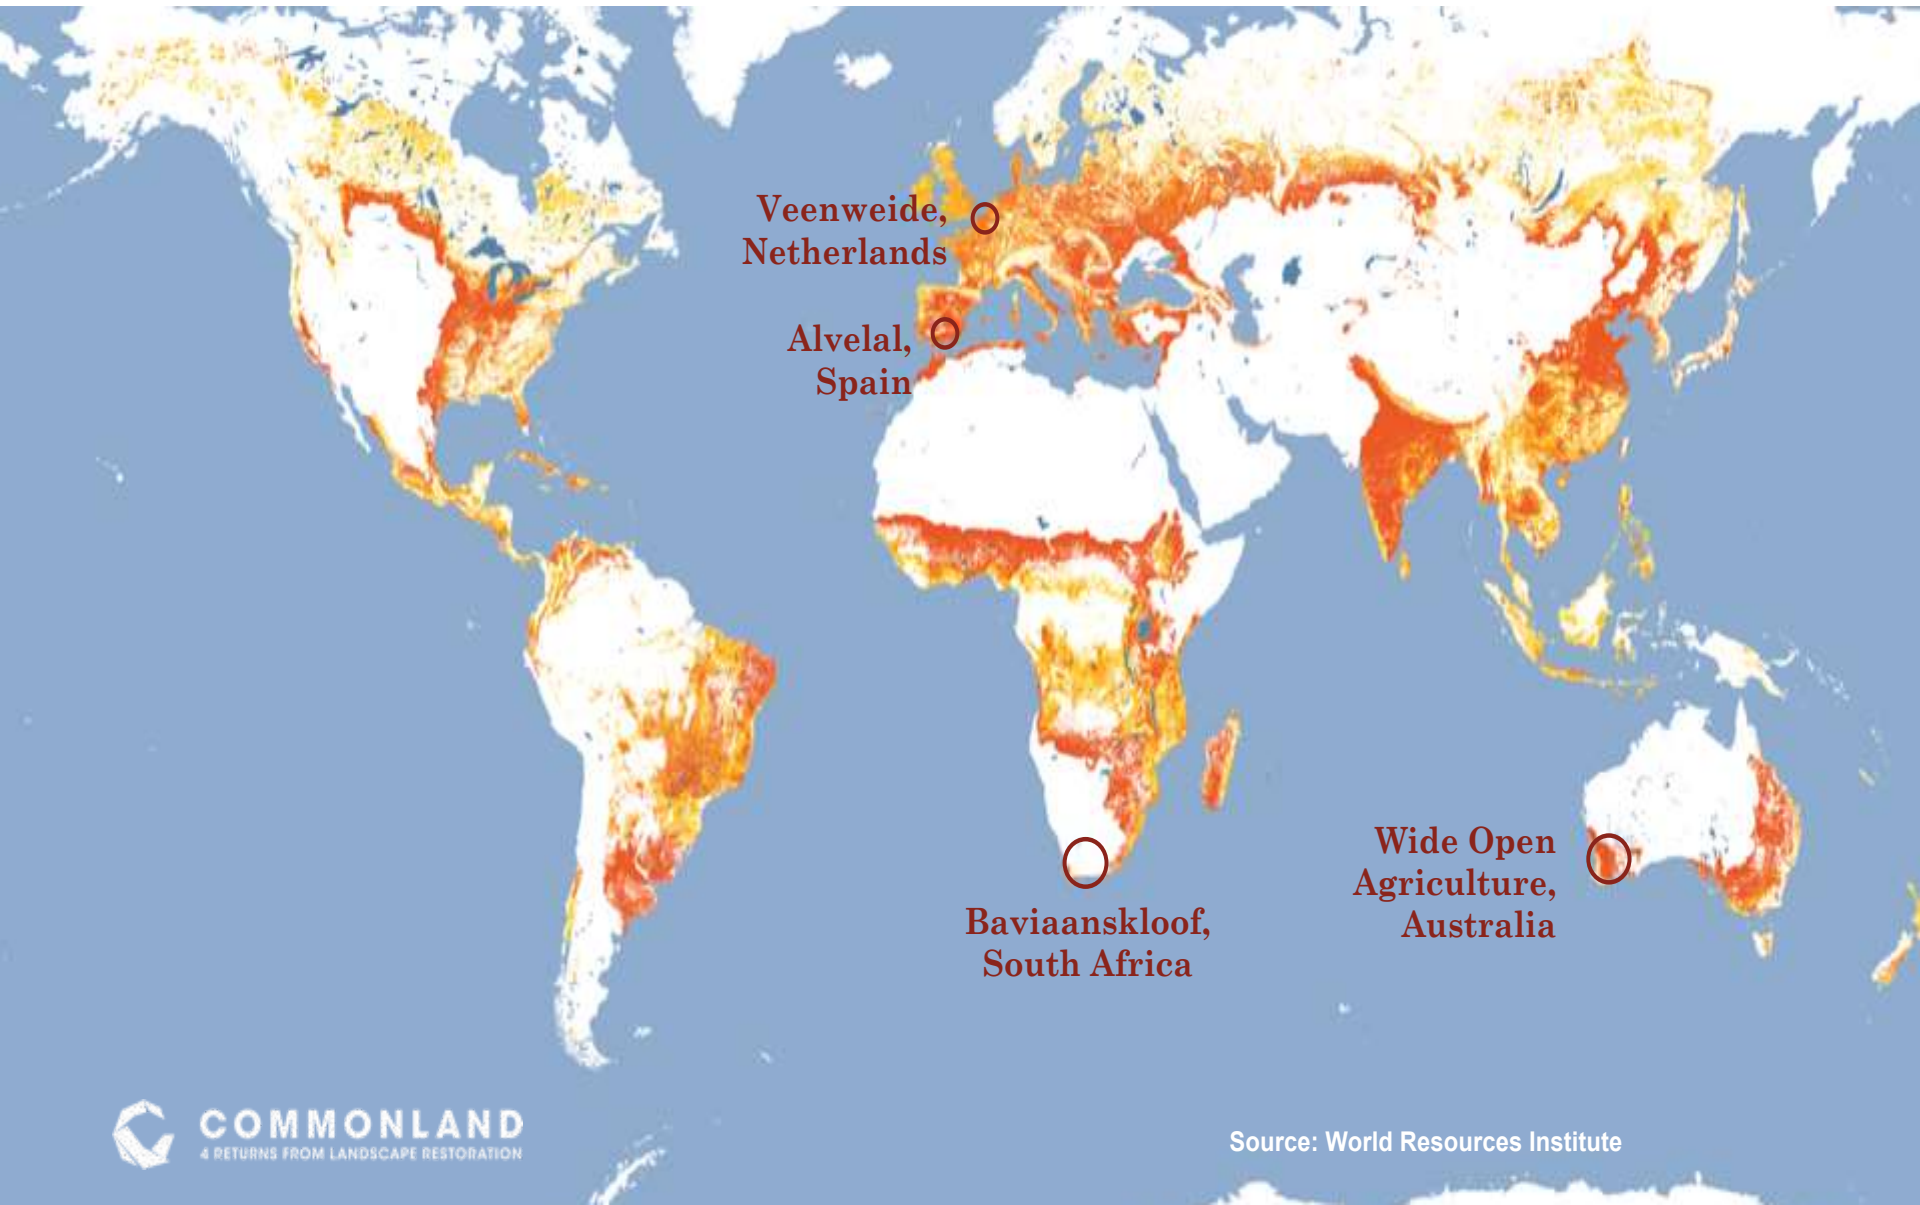 Veenweide,
Netherlands
Alvelal,
Spain
Baviaanskloof,
South Africa
Wide Open
Agriculture,
Australia
COMMONLAND
4 RETURNS FROM LANDSCAPE RESTORATION
Source: World Resources Institute